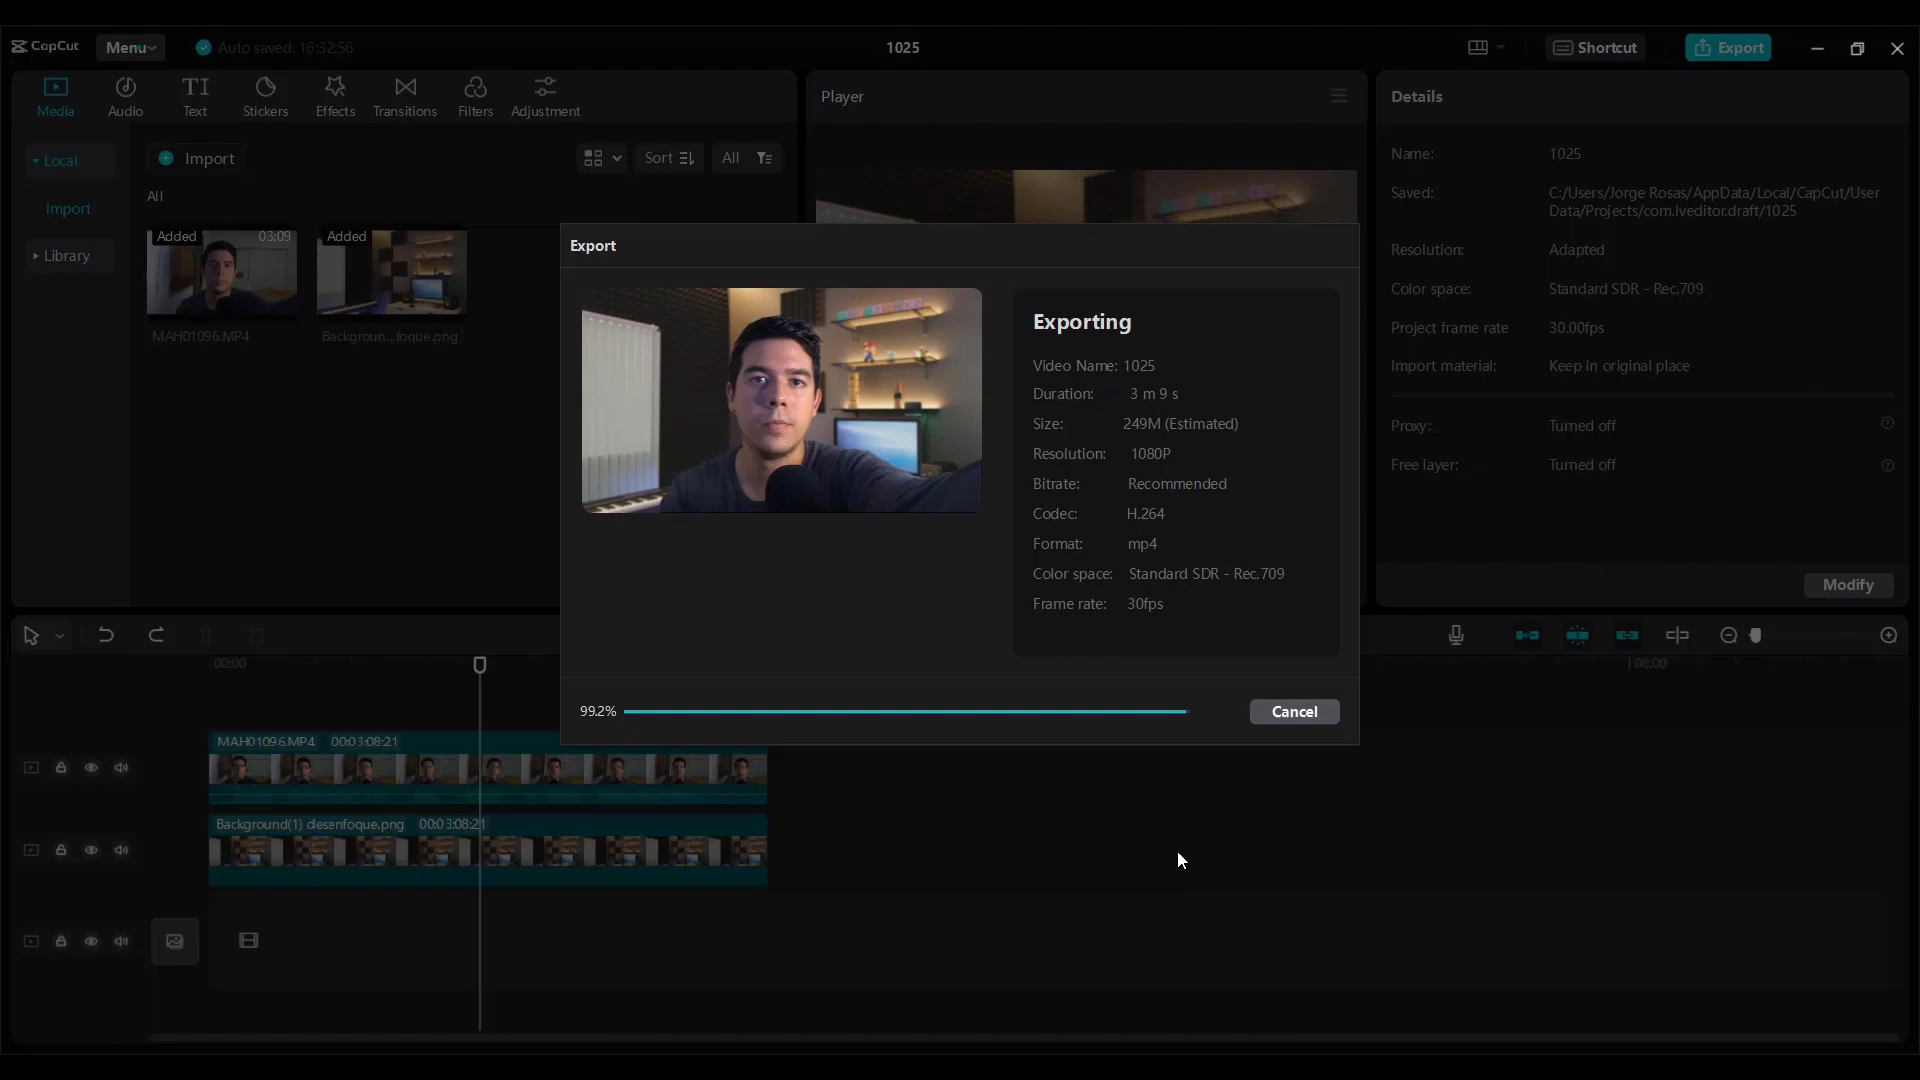 CapCut
Menu
Auto saved: 16:32:56
1025
Shortcut
Export
Media
Audio
Text
Stickers
Effects
Transitions
Filters
Adjustment
Local
Import
Library
Import
Sort
All
All
Added
03:09
MAH01096.MP4
Added
Backgroun...foque.png
Player
Details
Name: 1025
Saved: C:/Users/Jorge Rosas/AppData/Local/CapCut/User
Data/Projects/com.lveditor.draft/1025
Resolution: Adapted
Color space: Standard SDR - Rec.709
Project frame rate 30.00fps
Import material: Keep in original place
Proxy: Turned off
Free layer: Turned off
Modify
Export
Exporting
Video Name: 1025
Duration: 3 m 9 s
Size: 249M (Estimated)
Resolution: 1080P
Bitrate: Recommended
Codec: H.264
Format: mp4
Color space: Standard SDR - Rec.709
Frame rate: 30fps
99.2%
Cancel
00:00
06:00
MAH01096.MP4 00:03:08:21
Background(1) desenfoque.png 00:03:08:21